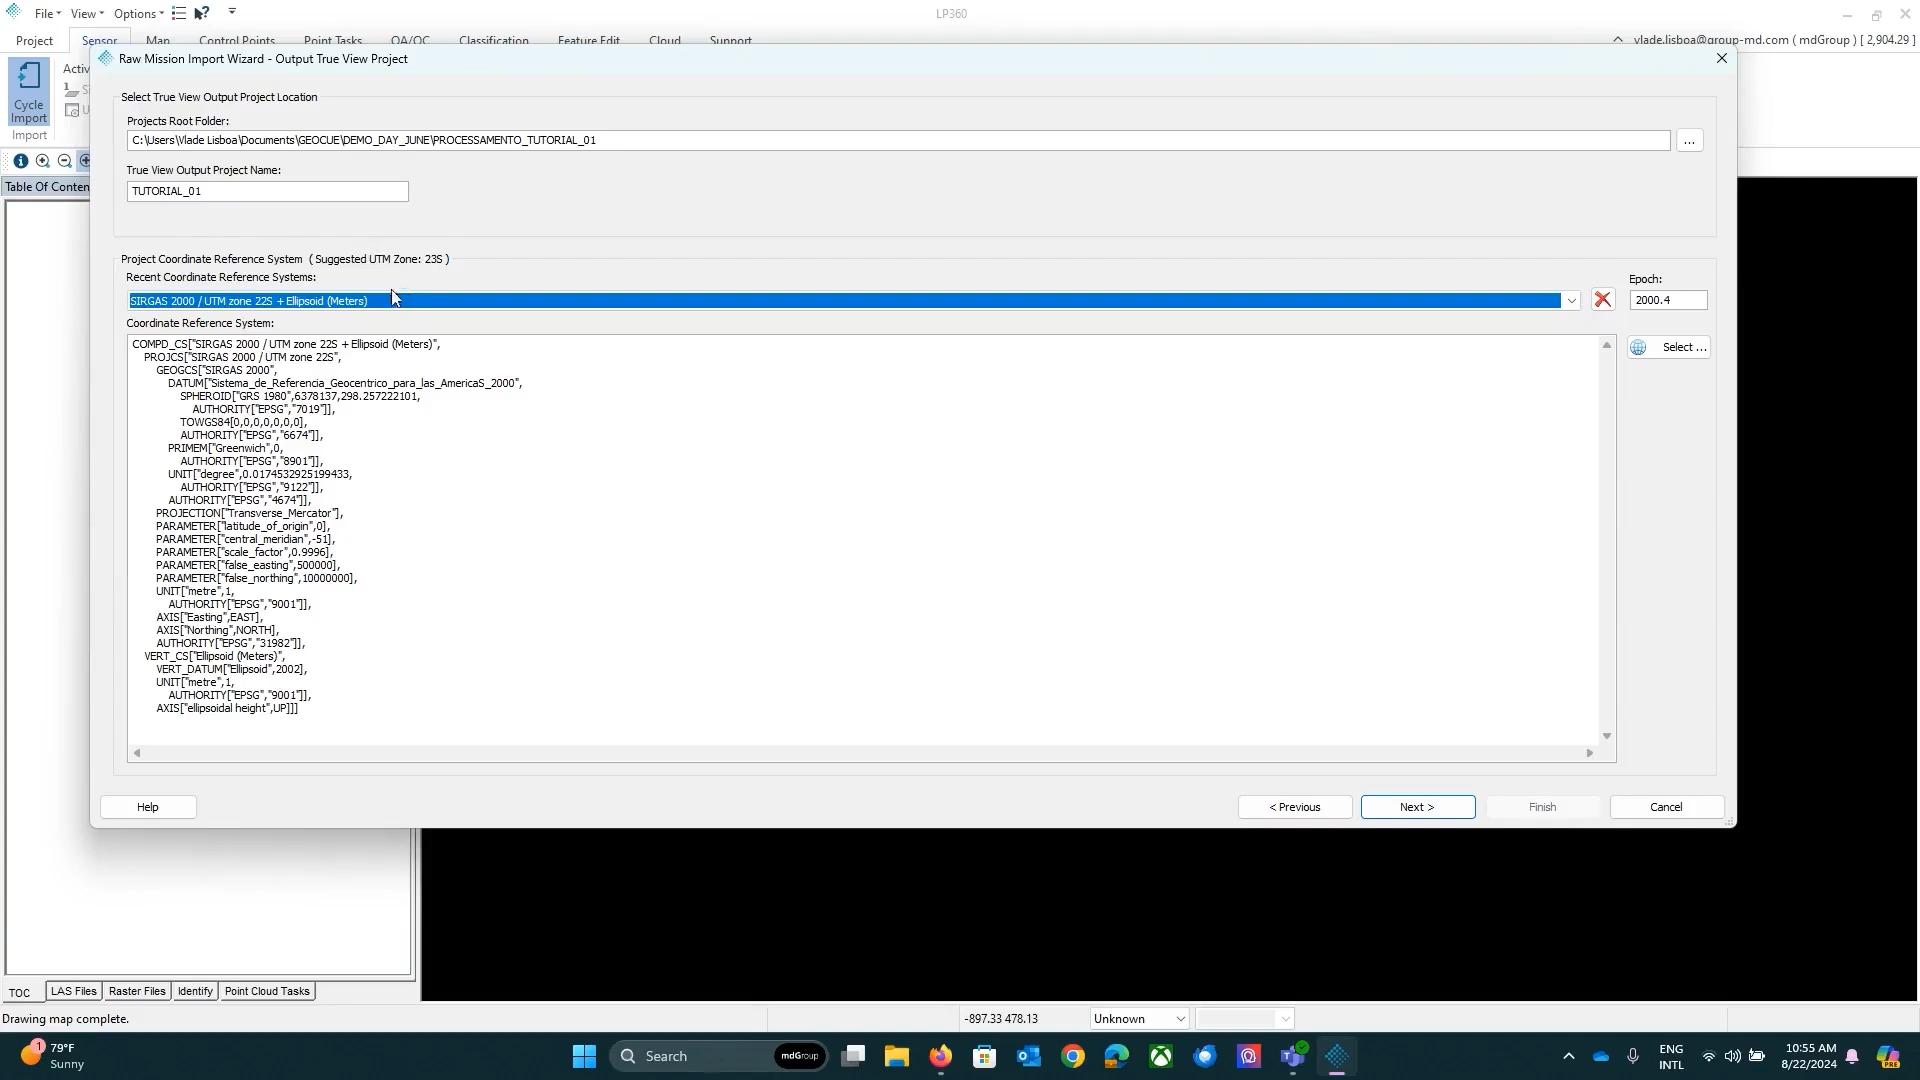 File View Options
LP360
Project Sensor Map Control Points Point Tasks QA/QC Classification Feature Edit Cloud Support
vlade.lisboa@group-md.com ( mdGroup ) [ 2,904.29 ]
Raw Mission Import Wizard - Output True View Project
Cycle
Import
Import
Table Of Conten
Select True View Output Project Location
Projects Root Folder:
C:\Users\Vlade Lisboa\Documents\GEOCUE\DEMO_DAY_JUNE\PROCESSAMENTO_TUTORIAL_01
...
True View Output Project Name:
TUTORIAL_01
Project Coordinate Reference System ( Suggested UTM Zone: 23S )
Recent Coordinate Reference Systems:
Epoch:
SIRGAS 2000 / UTM zone 22S + Ellipsoid (Meters)
2000.4
Coordinate Reference System:
Select ...
COMPD_CS["SIRGAS 2000 / UTM zone 22S + Ellipsoid (Meters)",
PROJCS["SIRGAS 2000 / UTM zone 22S",
GEOGCS["SIRGAS 2000",
DATUM["Sistema_de_Referencia_Geocentrico_para_las_AmericaS_2000",
SPHEROID["GRS 1980",6378137,298.257222101,
AUTHORITY["EPSG","7019"]],
TOWGS84[0,0,0,0,0,0,0],
AUTHORITY["EPSG","6674"]],
PRIMEM["Greenwich",0,
AUTHORITY["EPSG","8901"]],
UNIT["degree",0.0174532925199433,
AUTHORITY["EPSG","9122"]],
AUTHORITY["EPSG","4674"]],
PROJECTION["Transverse_Mercator"],
PARAMETER["latitude_of_origin",0],
PARAMETER["central_meridian",-51],
PARAMETER["scale_factor",0.9996],
PARAMETER["false_easting",500000],
PARAMETER["false_northing",10000000],
UNIT["metre",1,
AUTHORITY["EPSG","9001"]],
AXIS["Easting",EAST],
AXIS["Northing",NORTH],
AUTHORITY["EPSG","31982"]],
VERT_CS["Ellipsoid (Meters)",
VERT_DATUM["Ellipsoid",2002],
UNIT["metre",1,
AUTHORITY["EPSG","9001"]],
AXIS["ellipsoidal height",UP]]]
Help
< Previous
Next >
Finish
Cancel
TOC LAS Files Raster Files Identify Point Cloud Tasks
Drawing map complete.
-897.33 478.13
Unknown
1
79°F
Sunny
Search
mdGroup
ENG
INTL
10:55 AM
8/22/2024
PRE